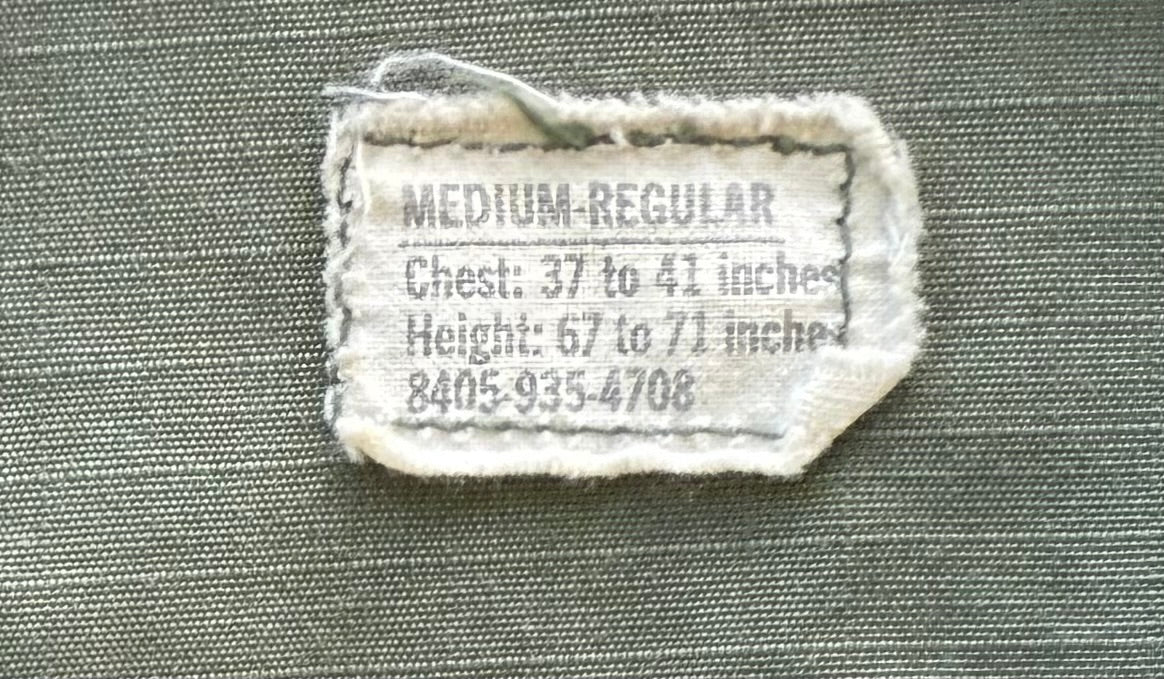 MEDIUM-REGULAR
Chest: 37 to 41 inches
Height: 67 to 71 inches
8405-935-4708